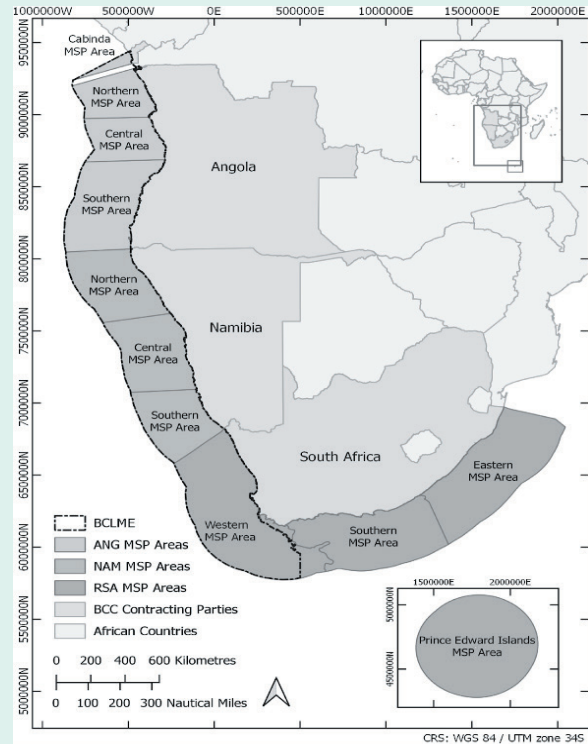 1000000W 500000W 0E 500000E 1000000E 1500000E 2000000E
9500000N
9000000N
8500000N
8000000N
7500000N
7000000N
6500000N
6000000N
5500000N
5000000N
Cabinda
MSP Area
Northern
MSP Area
Central
MSP Area
Southern
MSP Area
Angola
Northern
MSP Area
Namibia
Central
MSP Area
Southern
MSP Area
South Africa
Eastern
MSP Area
Western
MSP Area
Southern
MSP Area
BCLME
ANG MSP Areas
NAM MSP Areas
RSA MSP Areas
BCC Contracting Parties
African Countries
0 200 400 600 Kilometres
0 100 200 300 Nautical Miles
1500000E 2000000E
5000000N
4500000N
Prince Edward Islands
MSP Area
CRS: WGS 84 / UTM zone 34S